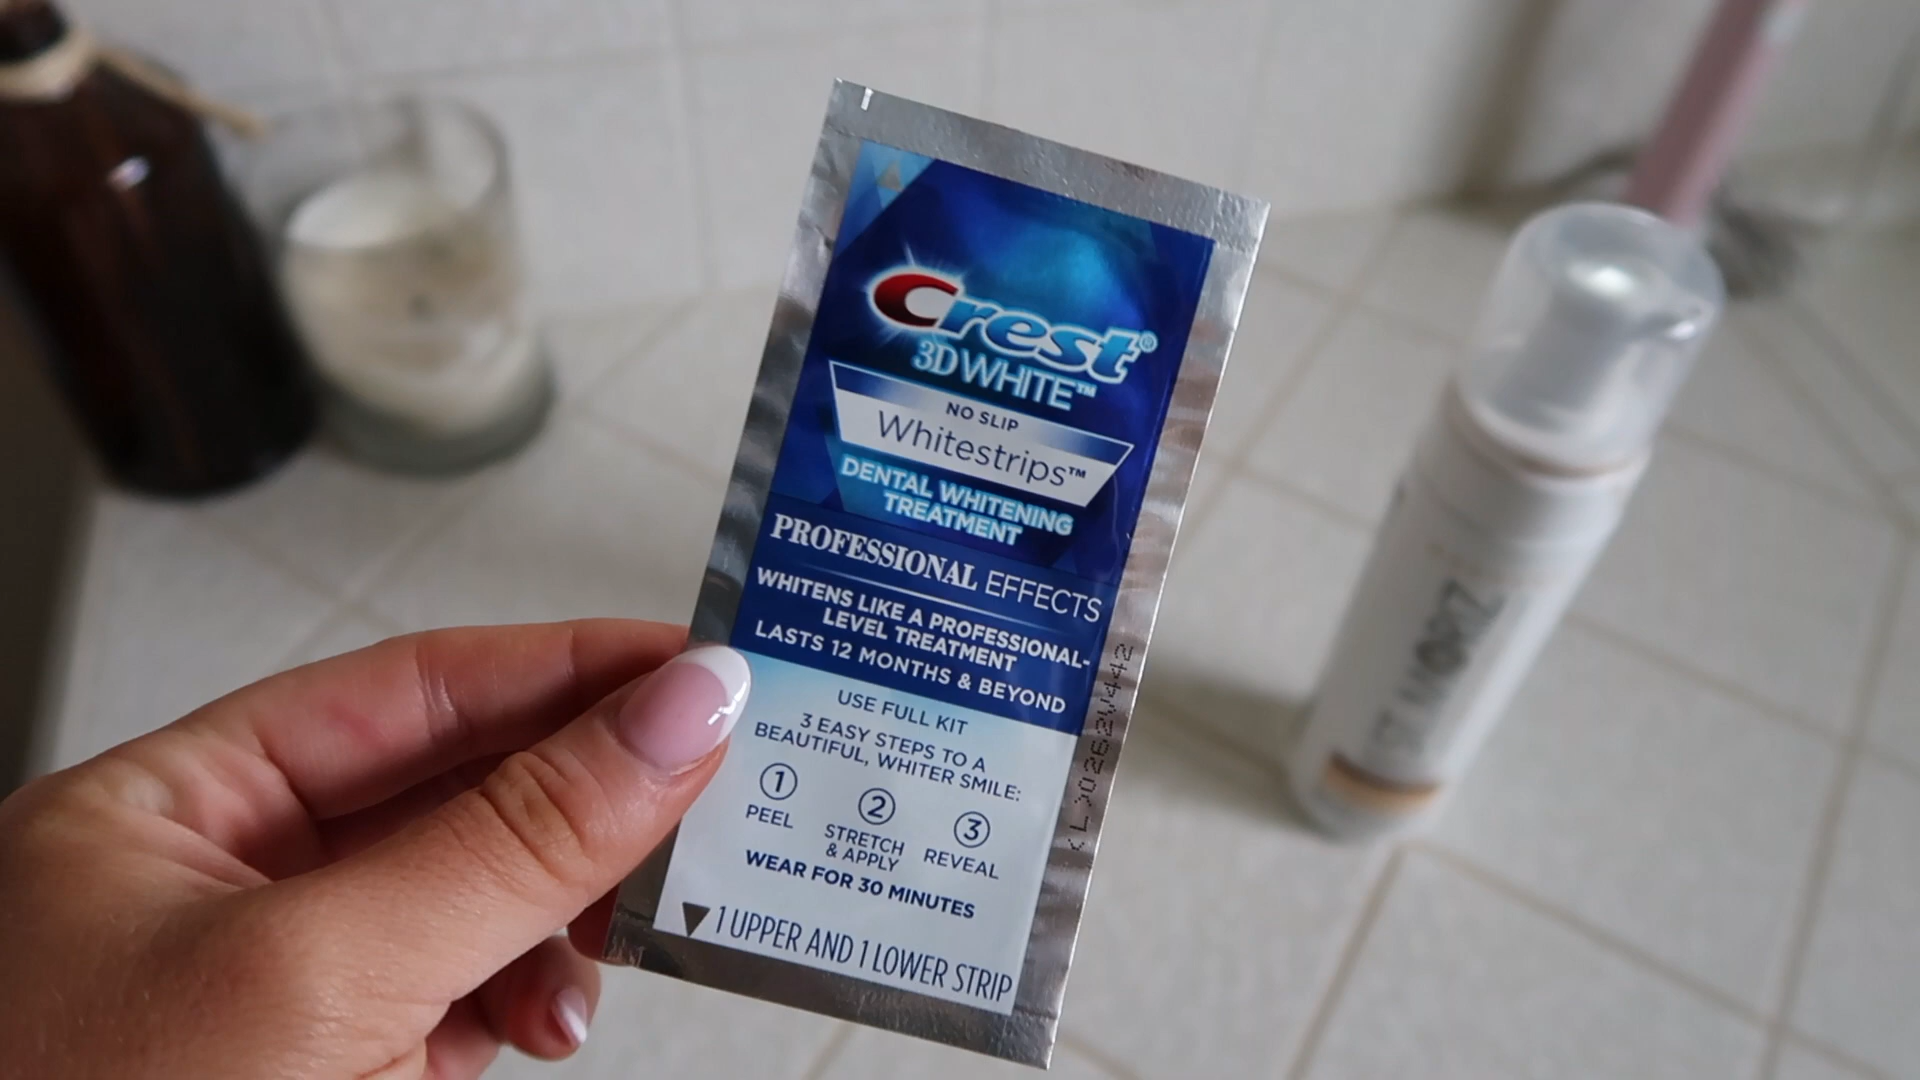 Crest®
3D WHITE™
NO SLIP
Whitestrips™
DENTAL WHITENING
TREATMENT
PROFESSIONAL EFFECTS
WHITENS LIKE A PROFESSIONAL-
LEVEL TREATMENT
LASTS 12 MONTHS & BEYOND
USE FULL KIT
3 EASY STEPS TO A
BEAUTIFUL, WHITER SMILE:
1 2 3
PEEL STRETCH & APPLY REVEAL
WEAR FOR 30 MINUTES
1 UPPER AND 1 LOWER STRIP